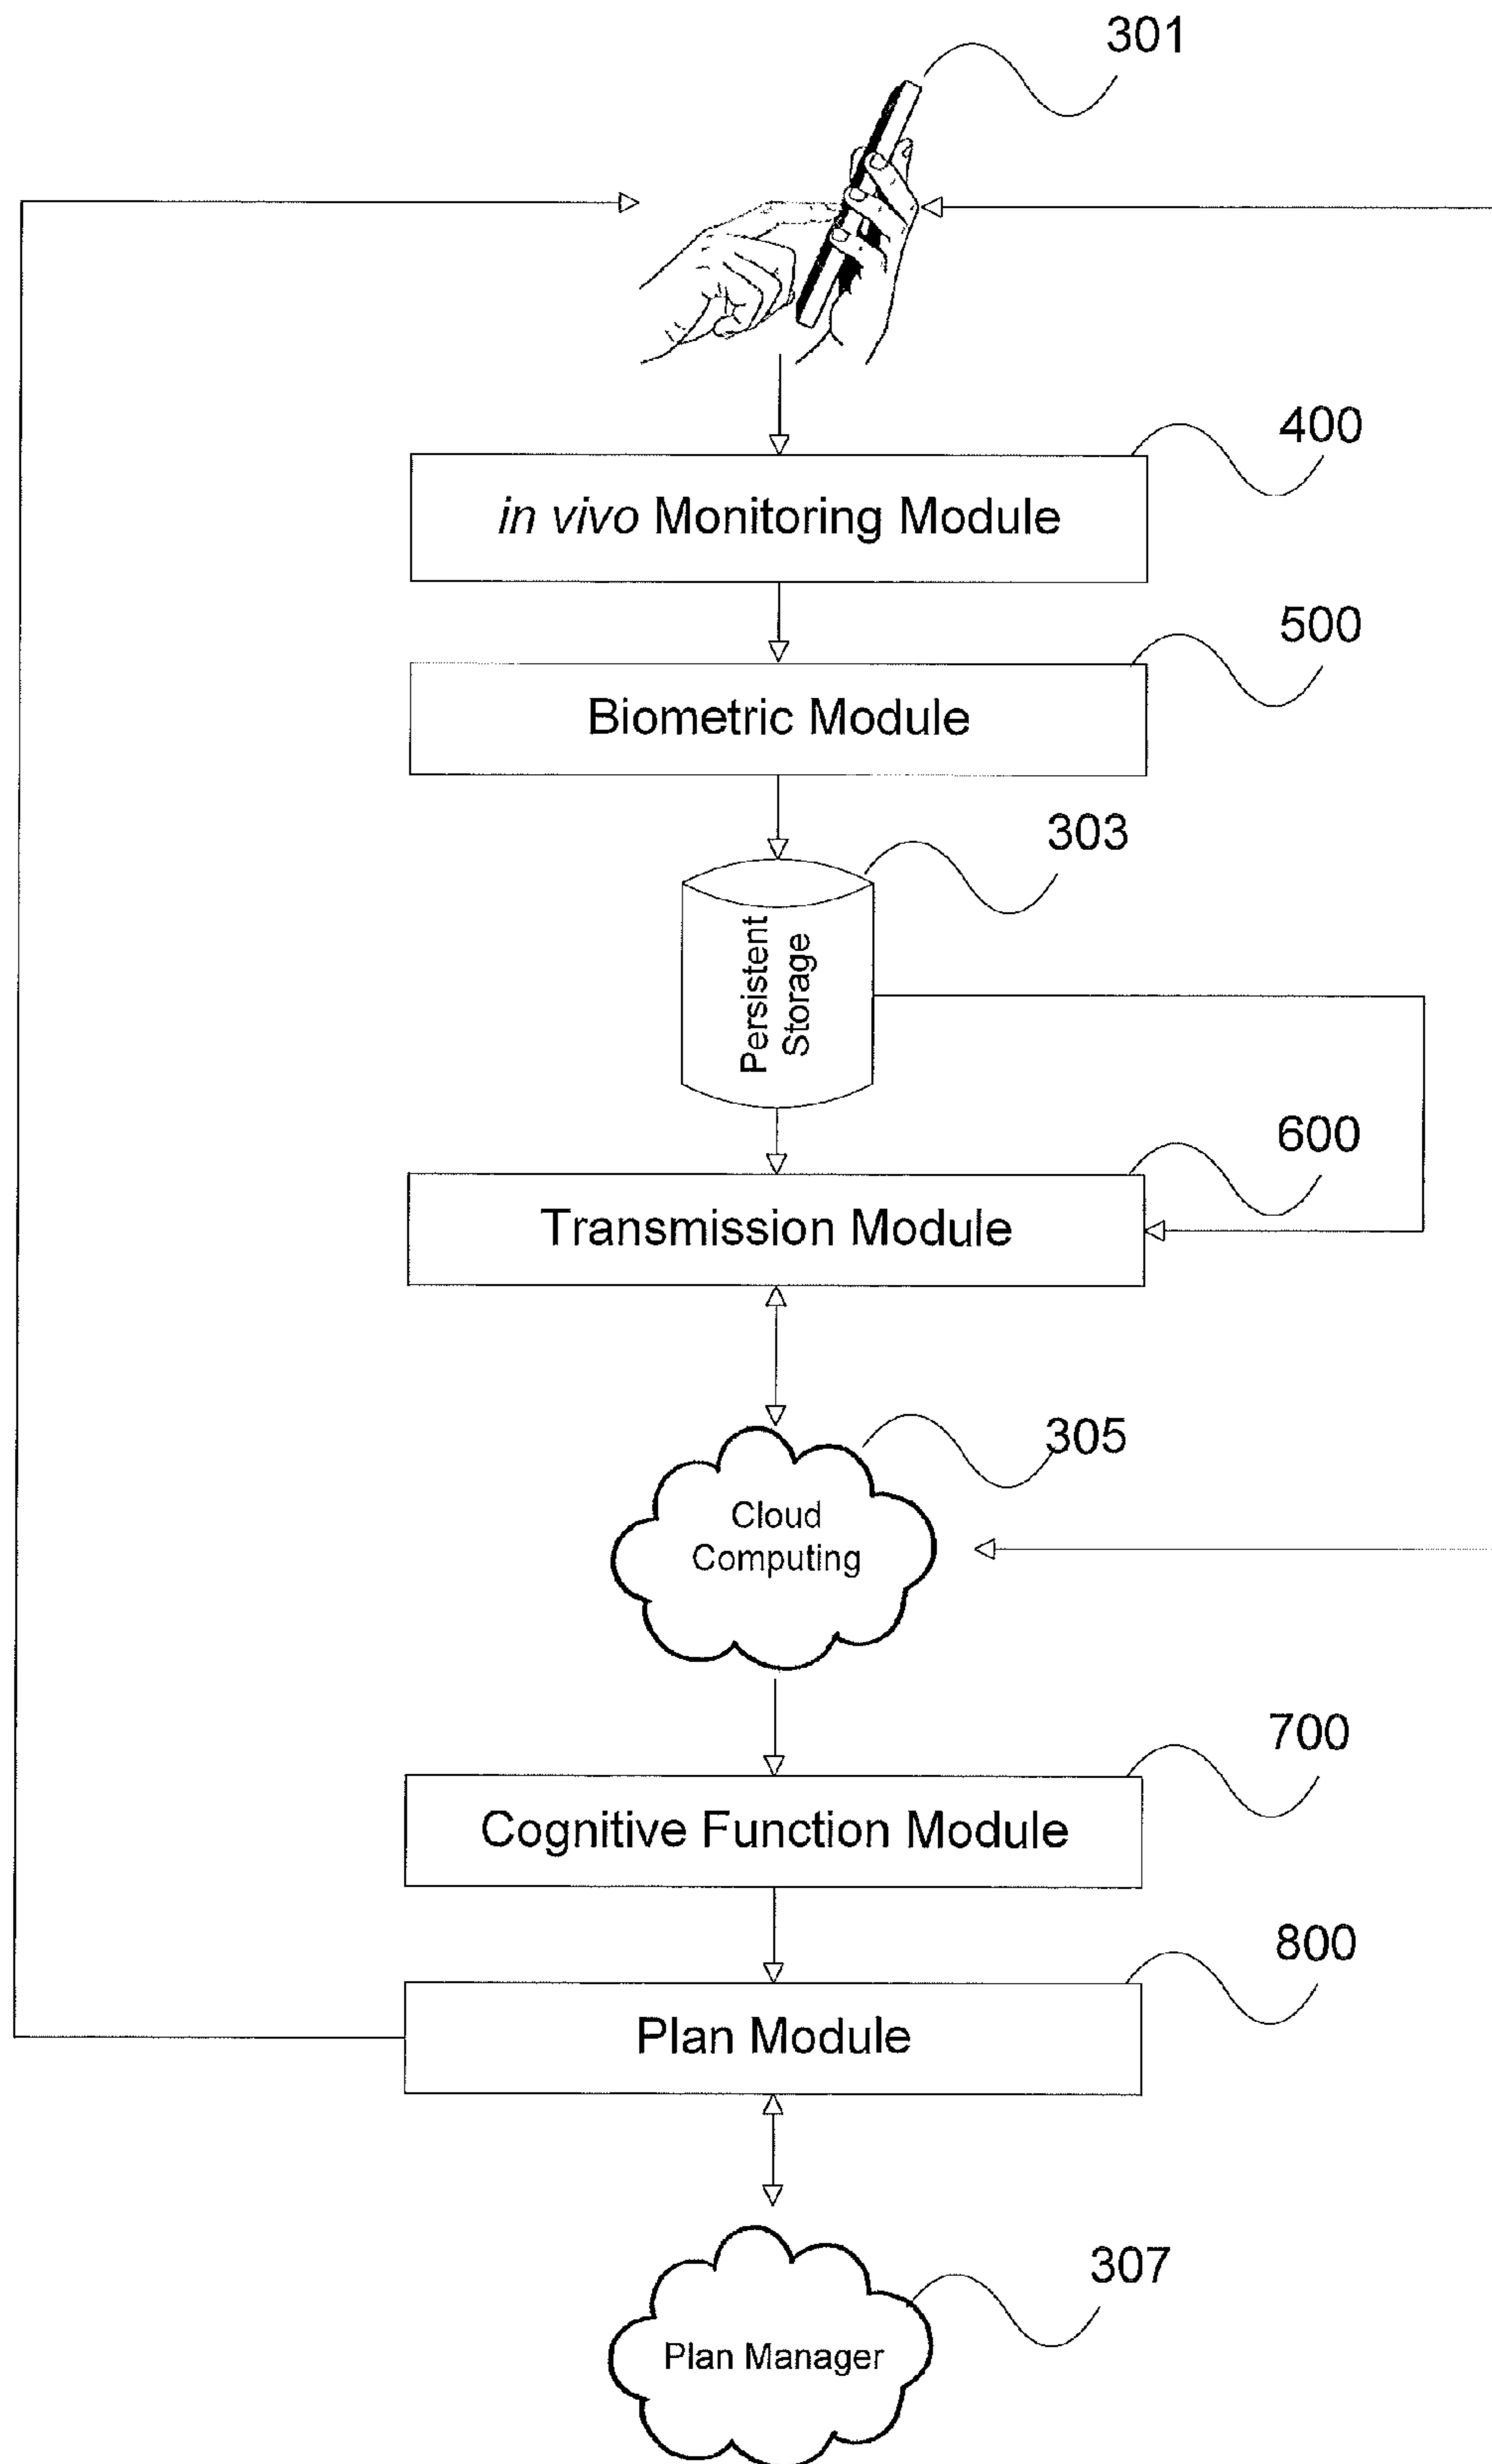 301
400
in vivo Monitoring Module
500
Biometric Module
303
Persistent
Storage
600
Transmission Module
305
Cloud
Computing
700
Cognitive Function Module
800
Plan Module
307
Plan Manager